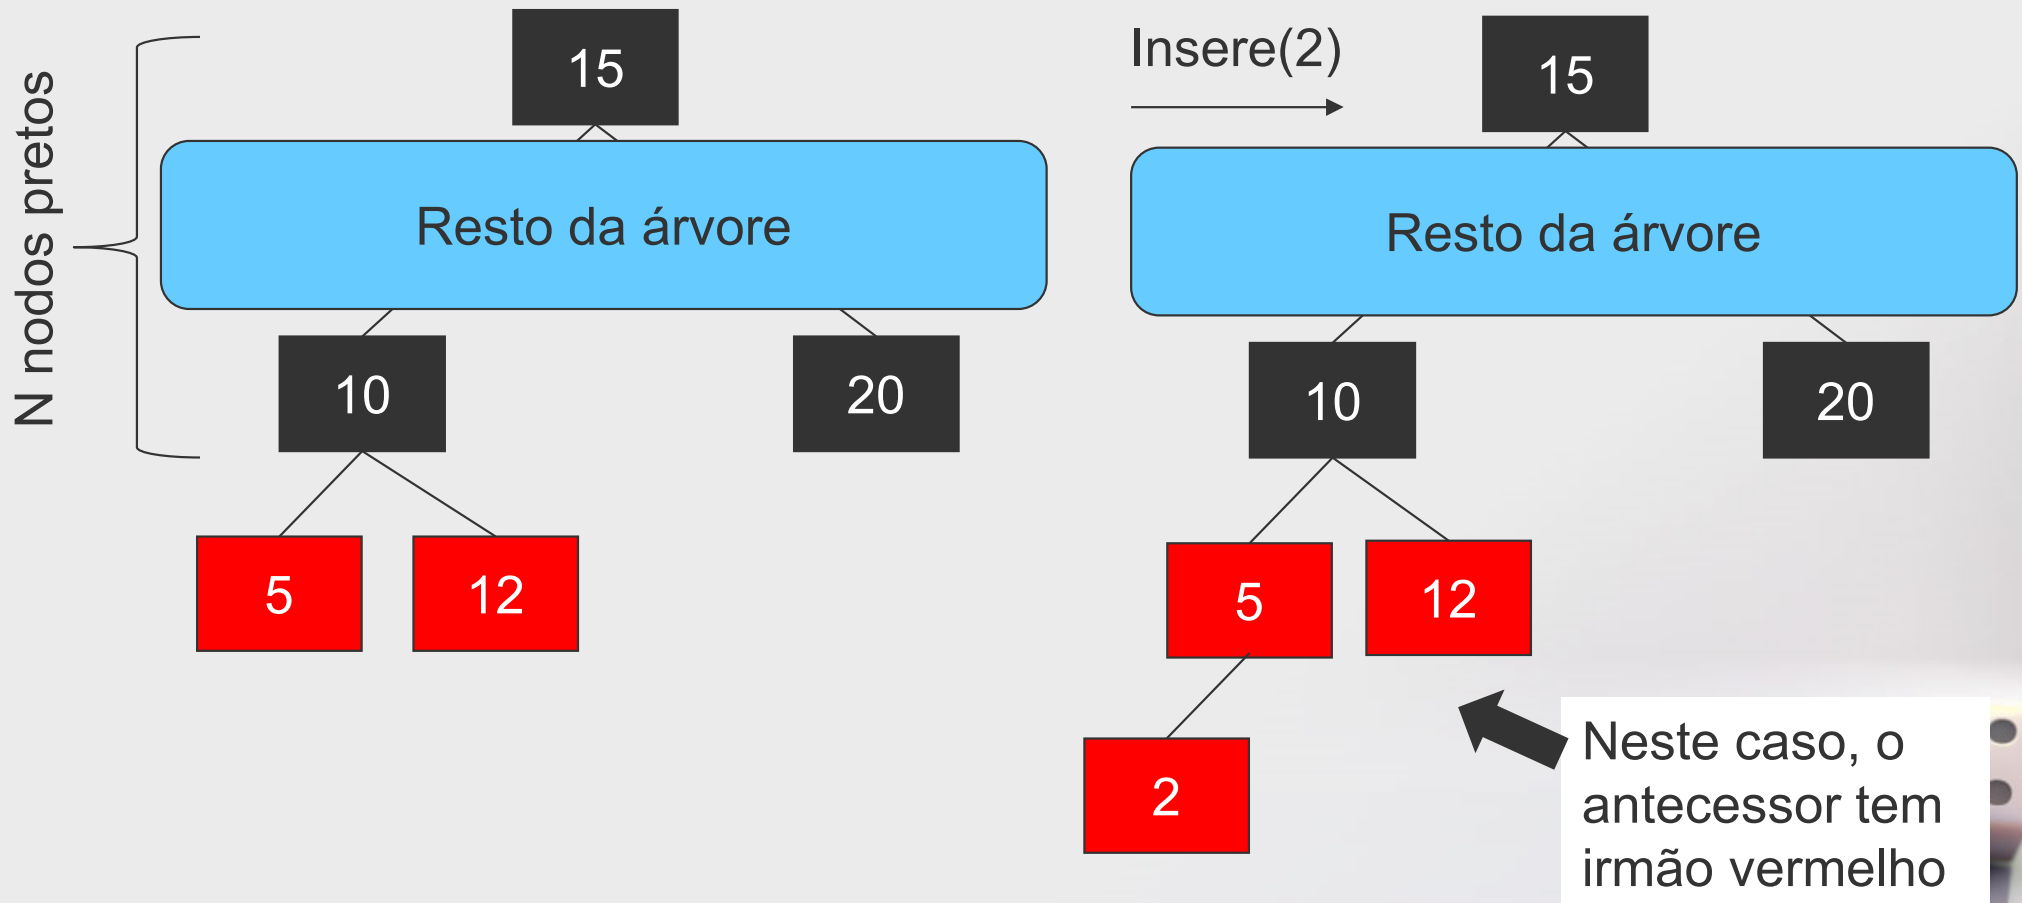 N nodos pretos
15
Resto da árvore
10
20
5
12
Insere(2)
15
Resto da árvore
10
20
5
12
2
Neste caso, o
antecessor tem
irmão vermelho